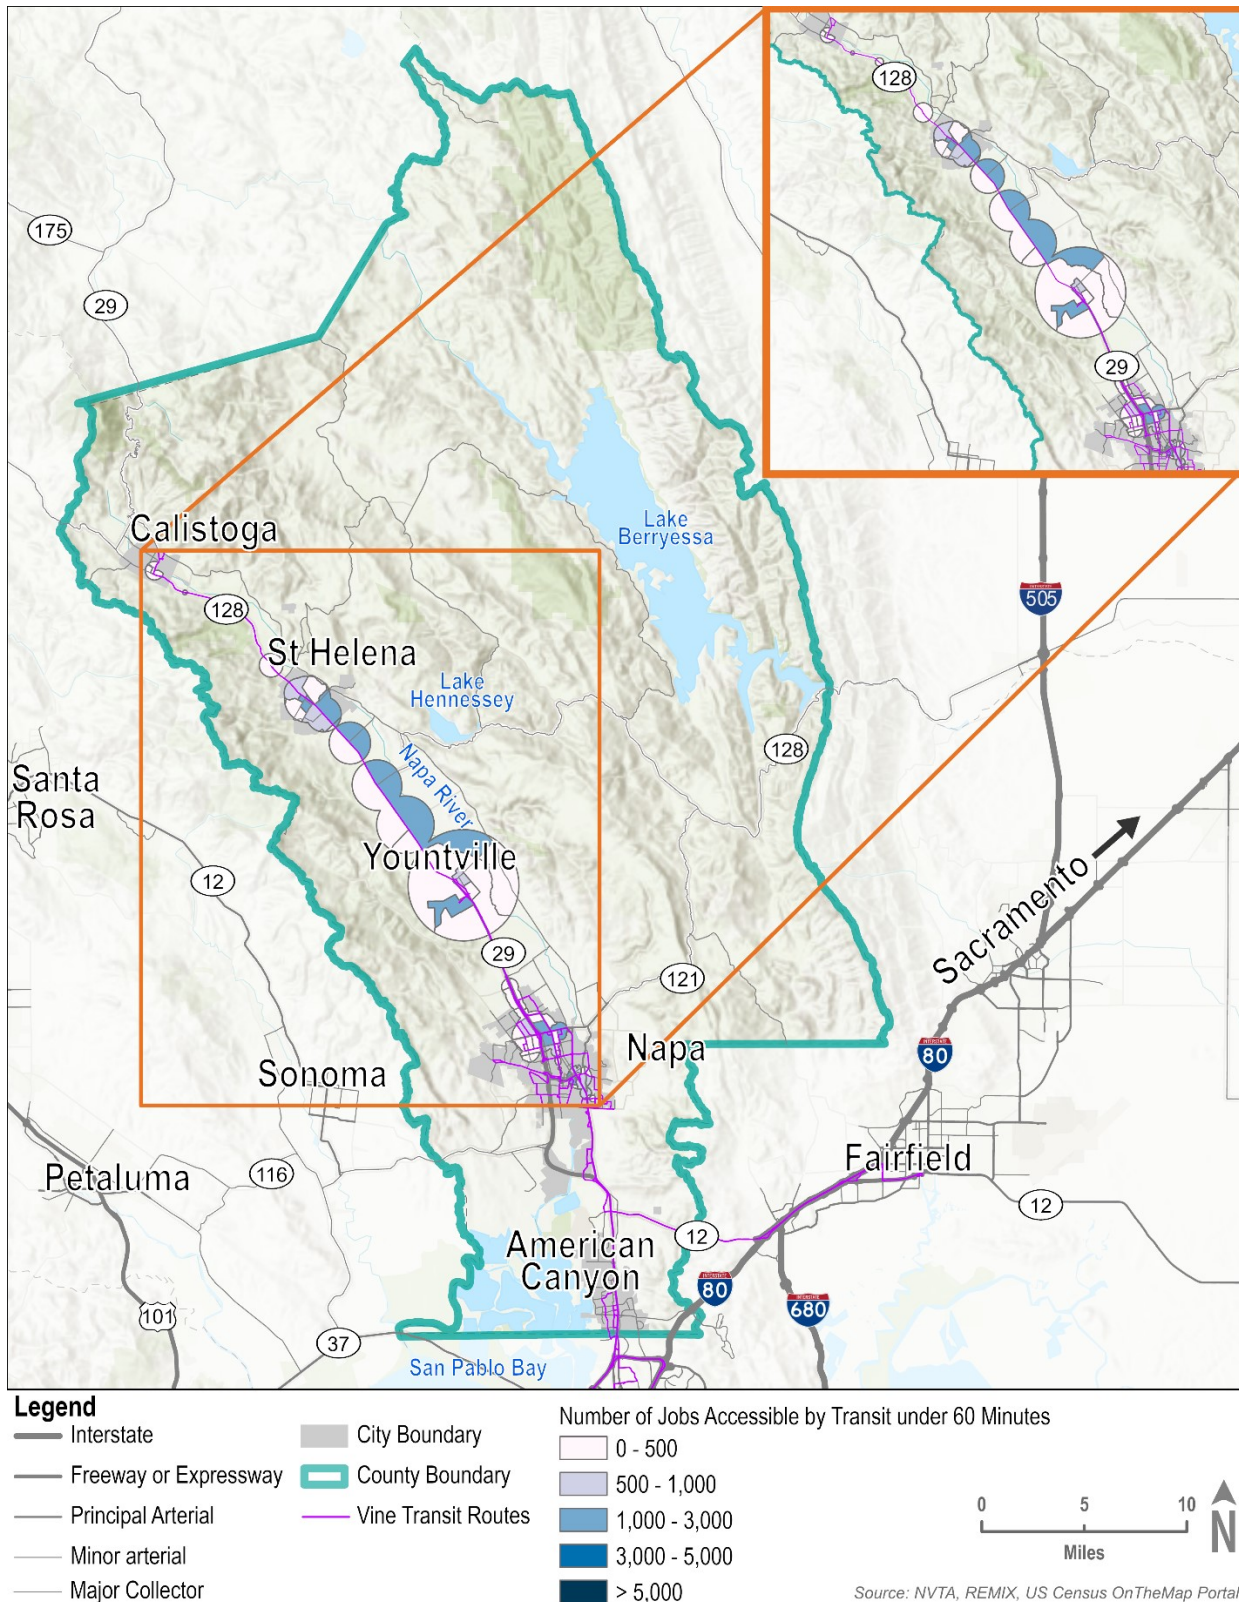 128
29
175
29
Lake
Berryessa
Calistoga
505
128
St Helena
Lake
Hennessey
128
Napa River
Santa
Rosa
Yountville
12
Sacramento
29
121
Napa
INTERSTATE
80
Sonoma
Fairfield
Petaluma
116
12
12
American
Canyon
INTERSTATE
80
INTERSTATE
680
101
37
San Pablo Bay
Legend
Interstate
Freeway or Expressway
Principal Arterial
Minor arterial
Major Collector
City Boundary
County Boundary
Vine Transit Routes
Number of Jobs Accessible by Transit under 60 Minutes
0 - 500
500 - 1,000
1,000 - 3,000
3,000 - 5,000
> 5,000
0 5 10
Miles
N
Source: NVTA, REMIX, US Census OnTheMap Portal